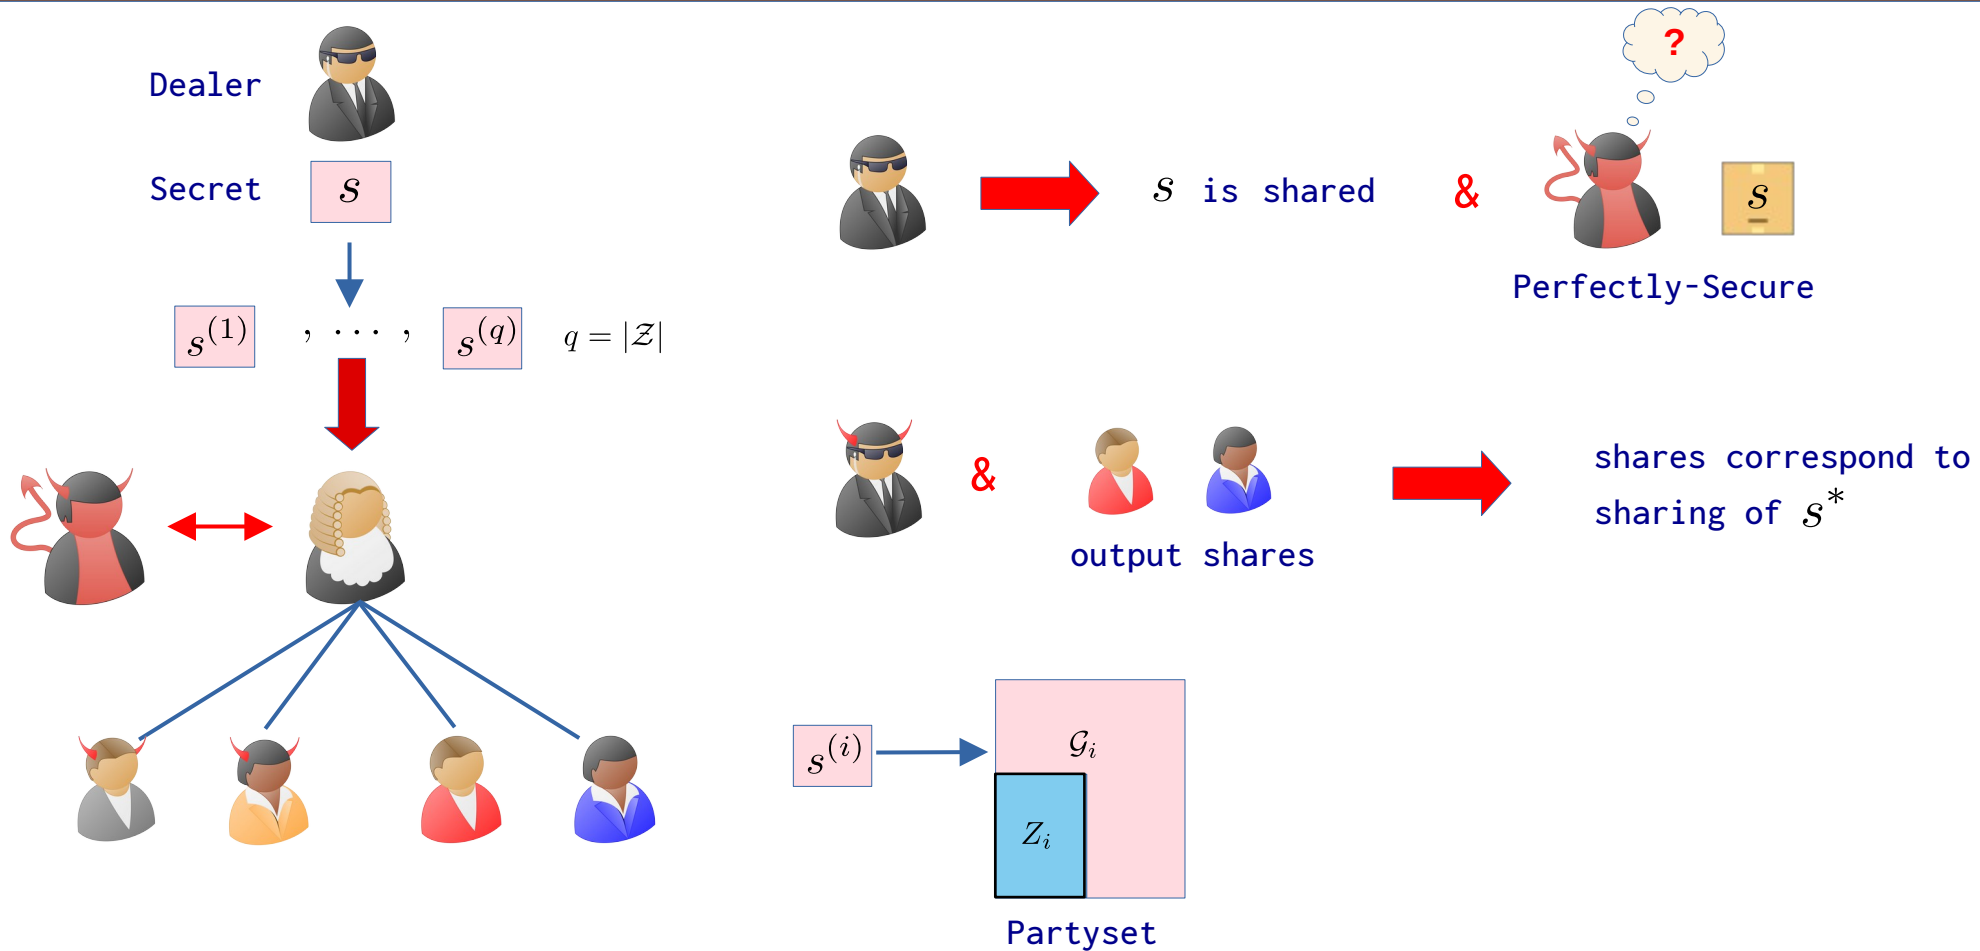 Dealer
Secret s
s^{(1)} , ... , s^{(q)} q = |𝒵|
?
s is shared & s
Perfectly-Secure
&
output shares
shares correspond to
sharing of s^*
s^{(i)}
𝒢_i
Z_i
Partyset